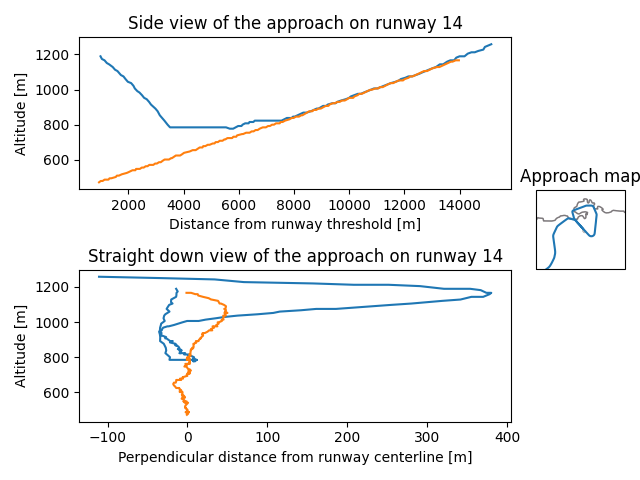 Side view of the approach on runway 14
Altitude [m]
1200
1000
800
600
2000 4000 6000 8000 10000 12000 14000
Distance from runway threshold [m]
Approach map
Straight down view of the approach on runway 14
Altitude [m]
1200
1000
800
600
−100 0 100 200 300 400
Perpendicular distance from runway centerline [m]